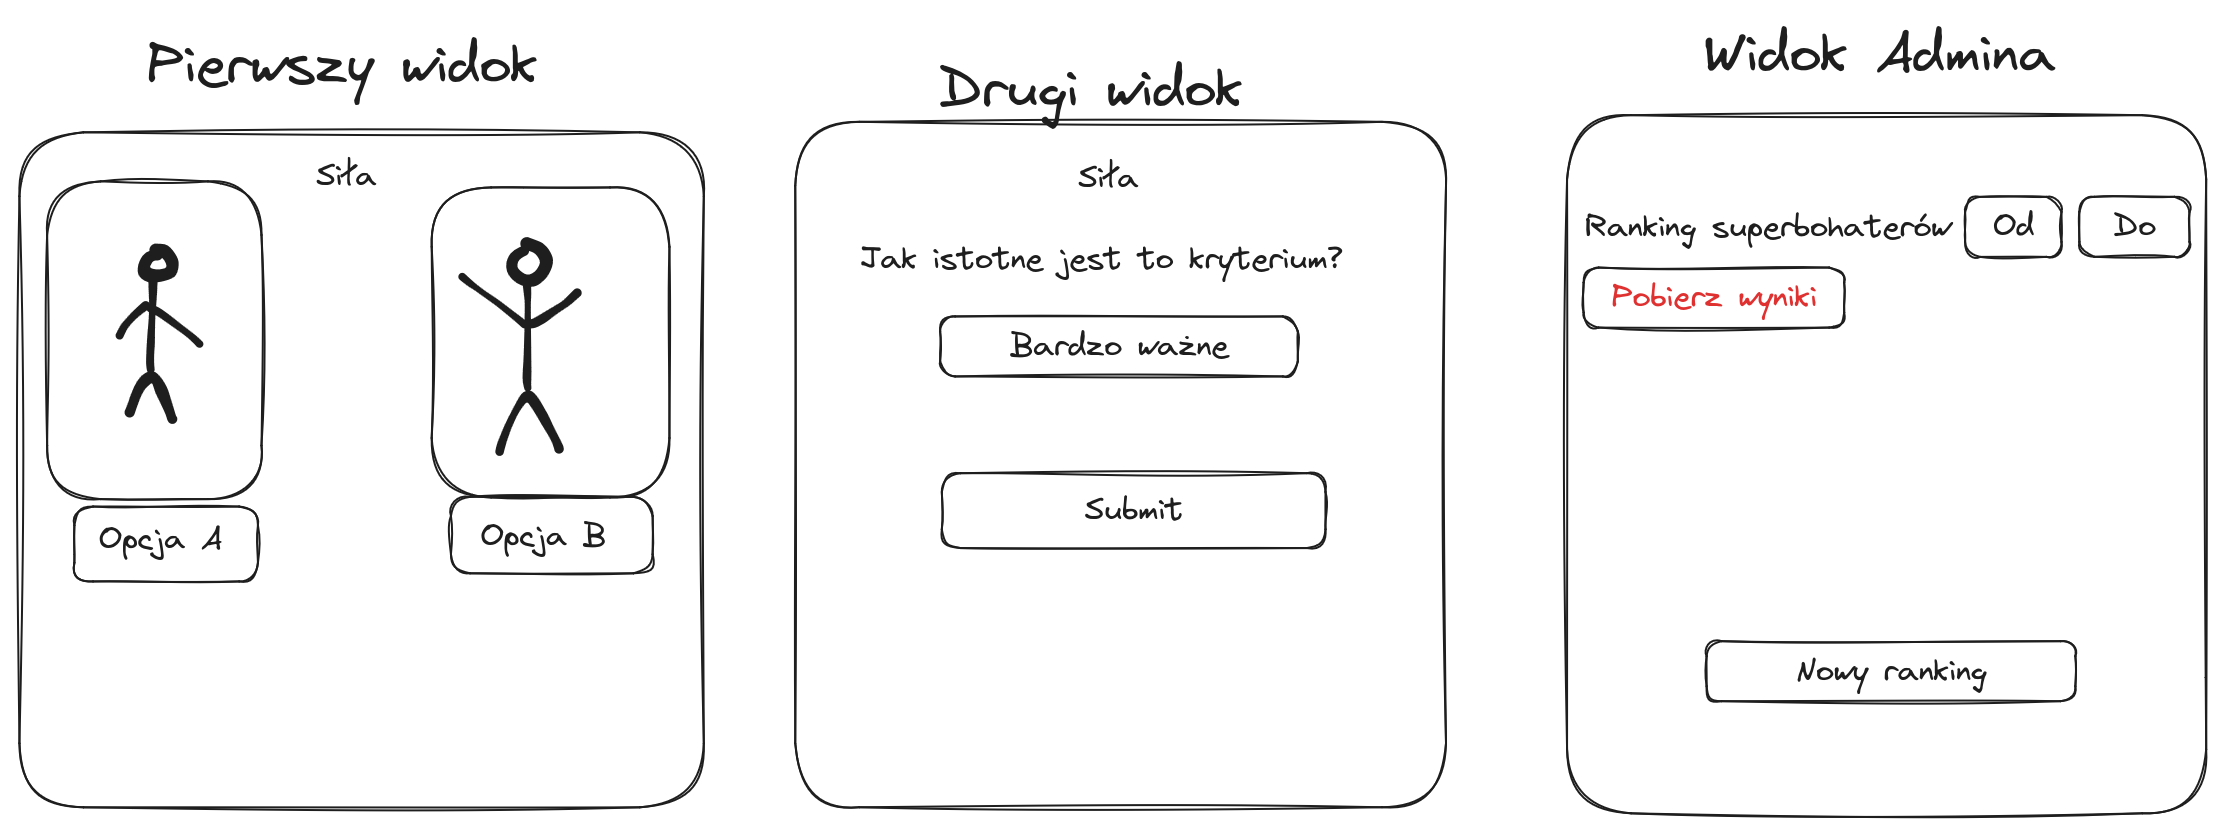 Pierwszy widok
siła
Opcja A
Opcja B
Drugi widok
siła
Jak istotne jest to kryterium?
Bardzo ważne
Submit
Widok Admina
Ranking superbohaterów
Od
Do
Pobierz wyniki
Nowy ranking